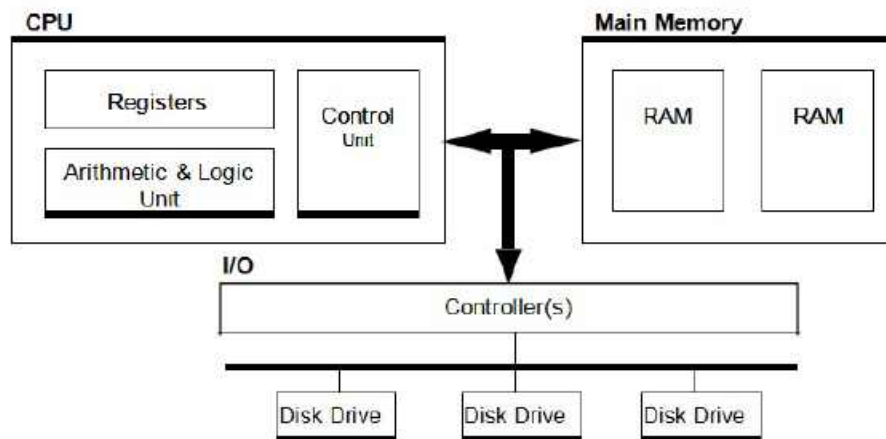 CPU
Main Memory
Registers
Control
Unit
Arithmetic & Logic
Unit
RAM
RAM
I/O
Controller(s)
Disk Drive
Disk Drive
Disk Drive